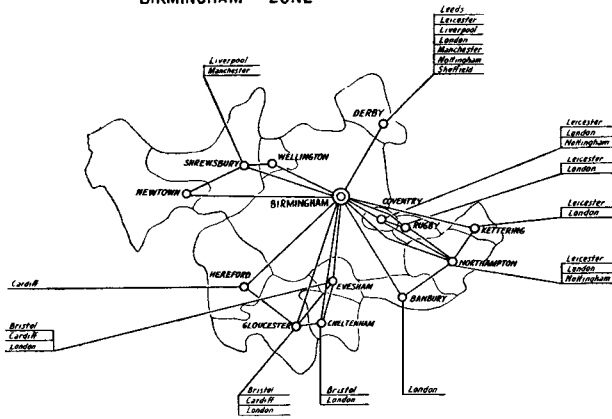 BIRMINGHAM ZONE
Leeds
Leicester
Liverpool
London
Manchester
Nottingham
Sheffield
Liverpool
Manchester
DERBY
Leicester
London
Nottingham
SHREWSBURY
WELLINGTON
Leicester
London
NEWTOWN
BIRMINGHAM
COVENTRY
RUGBY
KETTERING
Leicester
London
HEREFORD
EVESHAM
NORTHAMPTON
Leicester
London
Nottingham
Cardiff
BANBURY
GLOUCESTER
CHELTENHAM
Bristol
Cardiff
London
Bristol
Cardiff
London
Bristol
London
London